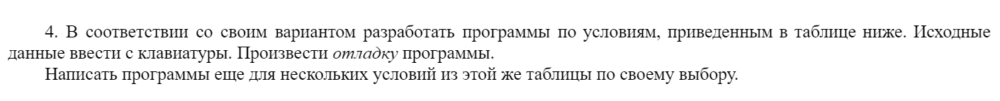 4. В соответствии со своим вариантом разработать программы по условиям, приведенным в таблице ниже. Исходные
данные ввести с клавиатуры. Произвести отладку программы.
Написать программы еще для нескольких условий из этой же таблицы по своему выбору.